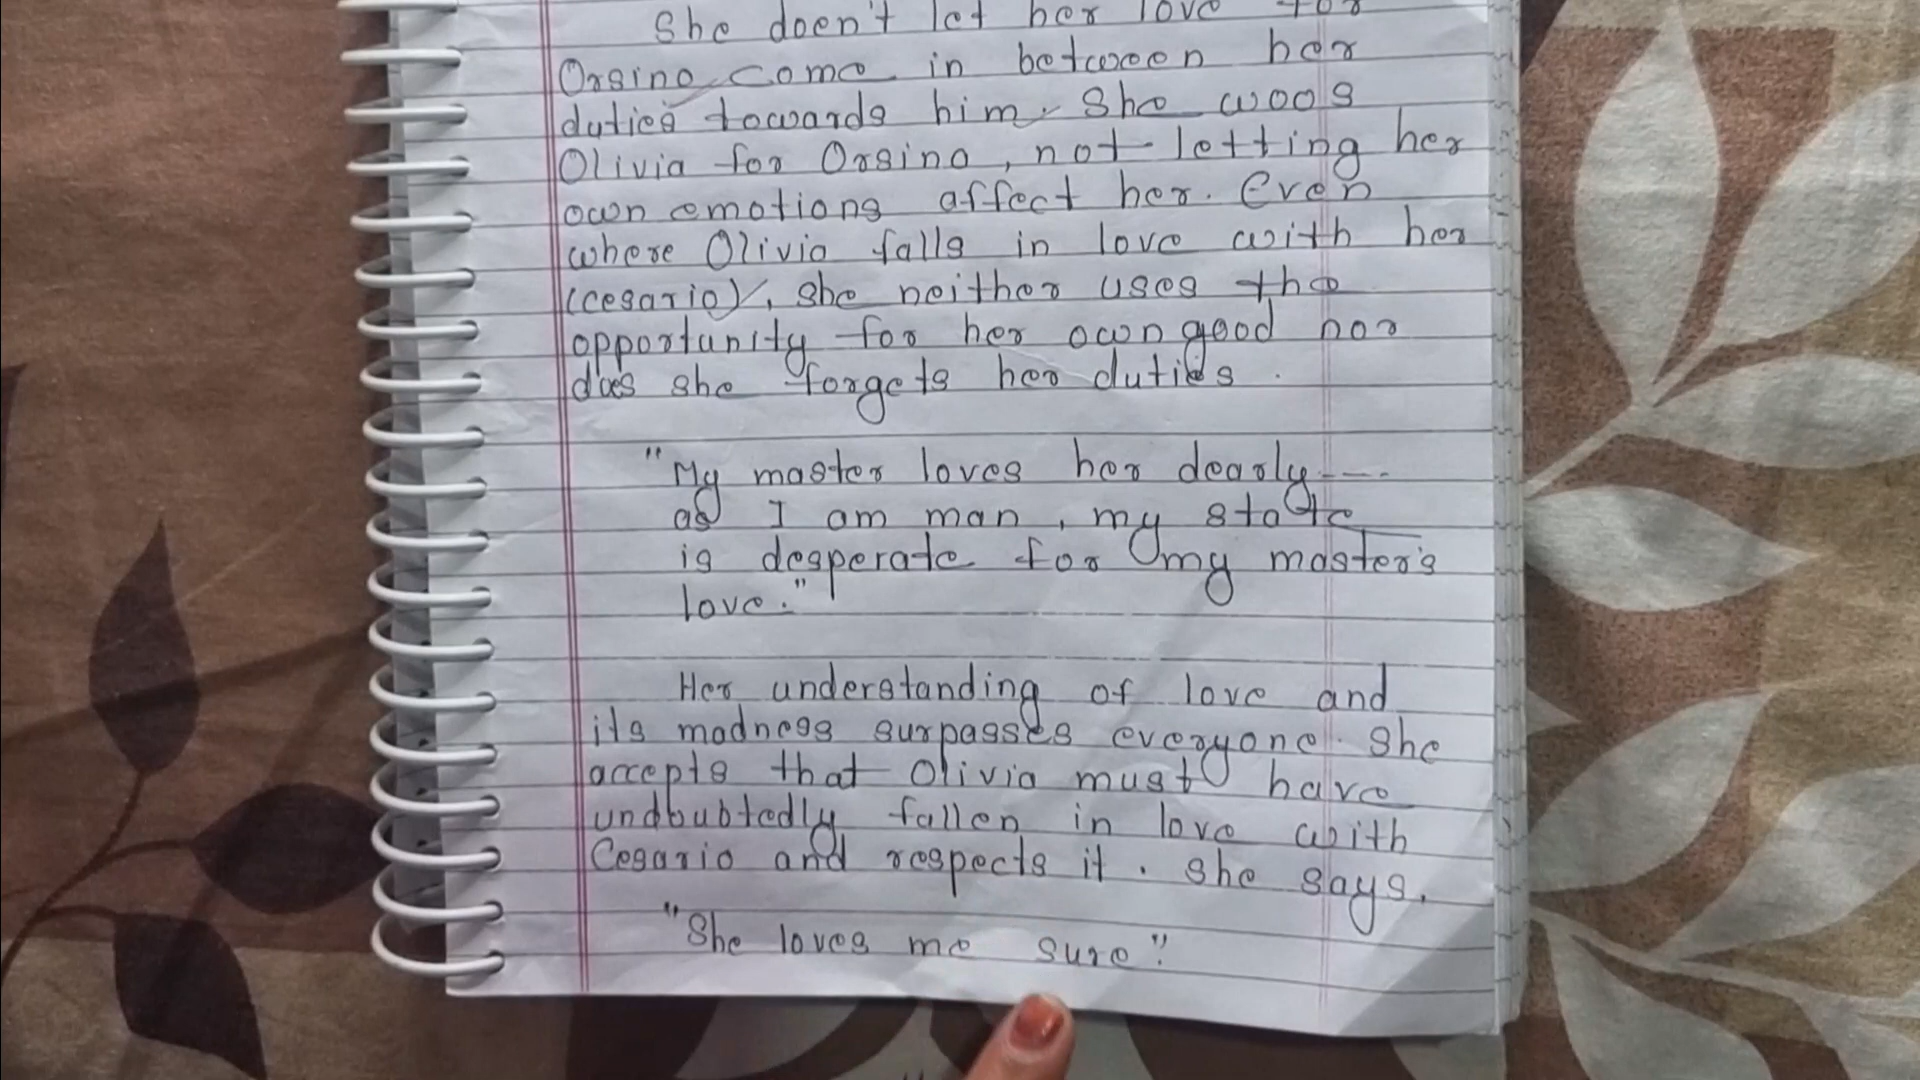 She doen't let her love for
Orsino come in between her
duties towards him. She woos
Olivia for Orsino, not letting her
own emotions affect her. Even
where Olivia falls in love with her
(cesario), she neither uses the
opportunity for her own good nor
does she forgets her duties.
"My master loves her dearly----
as I am man, my state
is desperate for my master's
love."
Her understanding of love and
its madness surpasses everyone. She
accepts that Olivia must have
undoubtedly fallen in love with
Cesario and respects it. She says,
"She loves me sure"